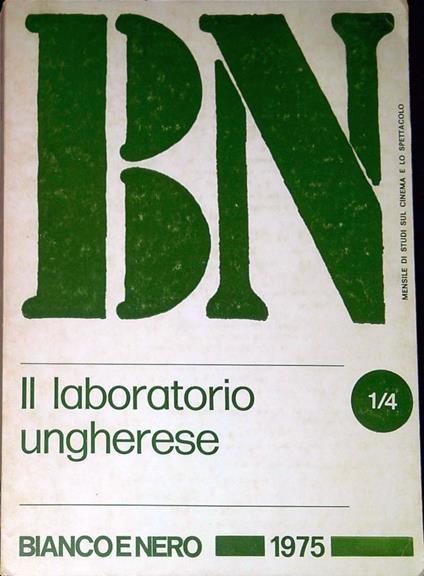 BN
MENSILE DI STUDI SUL CINEMA E LO SPETTACOLO
Il laboratorio
ungherese
1/4
BIANCO E NERO 1975